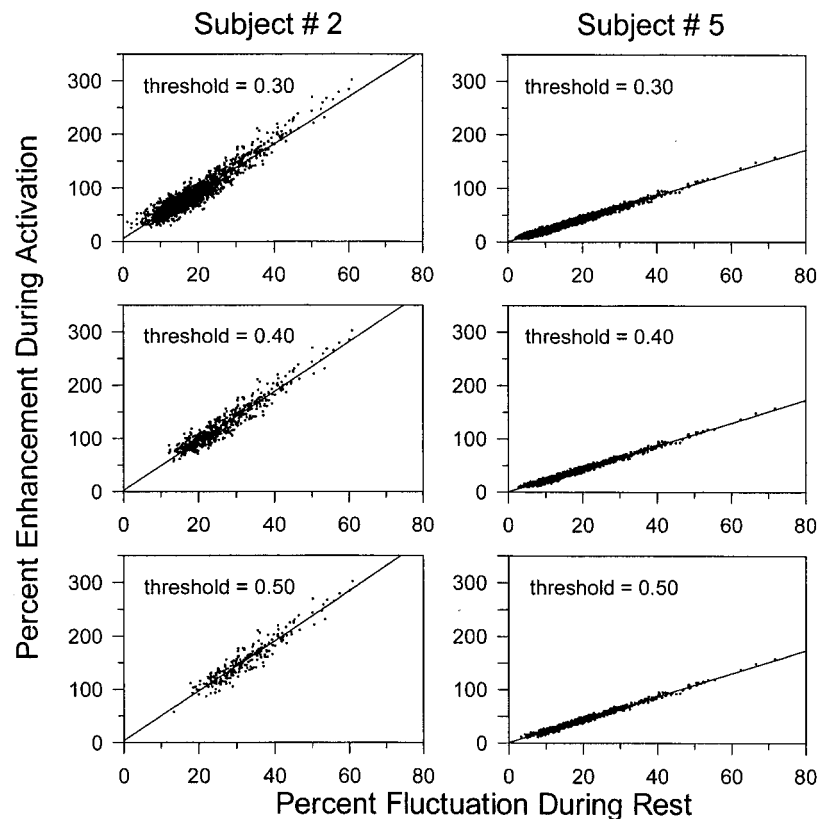 Subject # 2
Subject # 5
Percent Enhancement During Activation
300
200
100
0
threshold = 0.30
0 20 40 60 80
300
200
100
0
threshold = 0.30
0 20 40 60 80
300
200
100
0
threshold = 0.40
0 20 40 60 80
300
200
100
0
threshold = 0.40
0 20 40 60 80
300
200
100
0
threshold = 0.50
0 20 40 60 80
300
200
100
0
threshold = 0.50
0 20 40 60 80
Percent Fluctuation During Rest